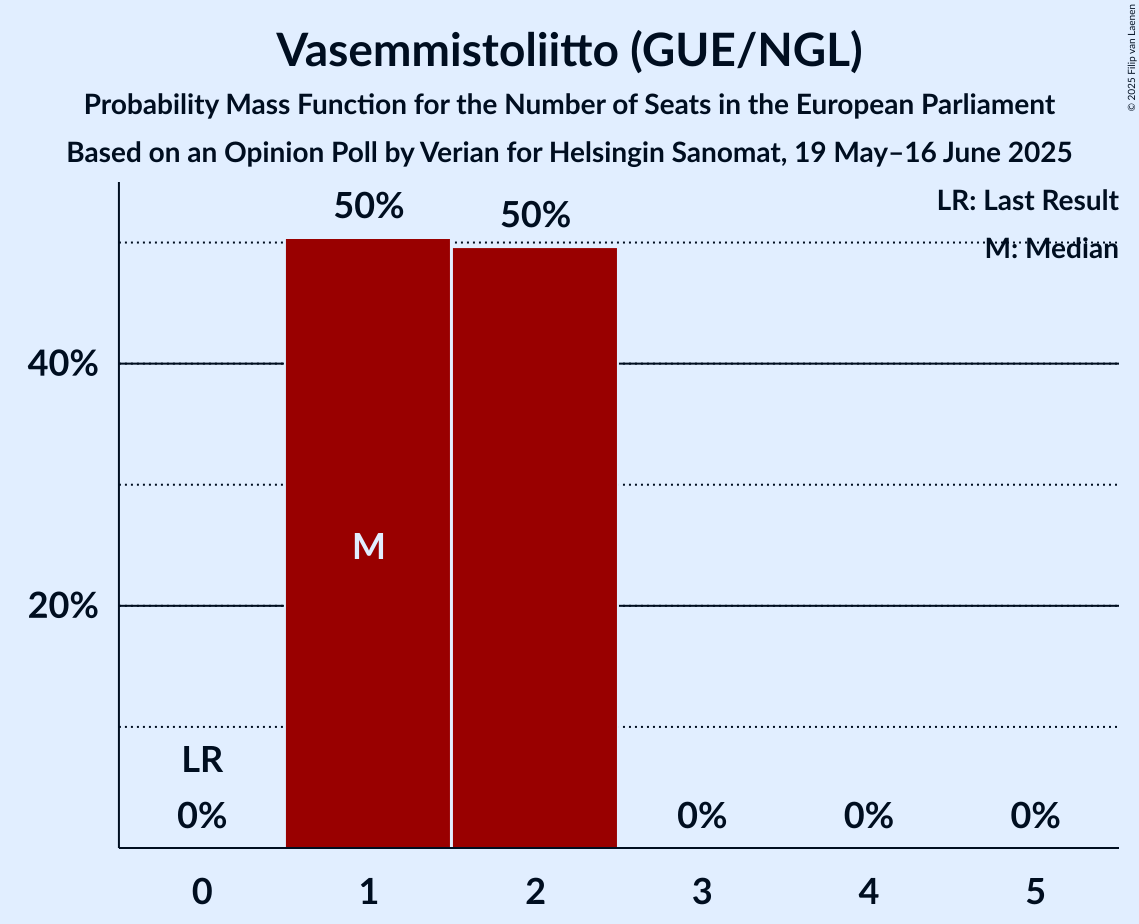 Vasemmistoliitto (GUE/NGL)
Probability Mass Function for the Number of Seats in the European Parliament
Based on an Opinion Poll by Verian for Helsingin Sanomat, 19 May–16 June 2025
© 2025 Filip van Laenen
LR: Last Result
M: Median
50%
50%
40%
M
20%
LR
0%
0%
0%
0%
0
1
2
3
4
5